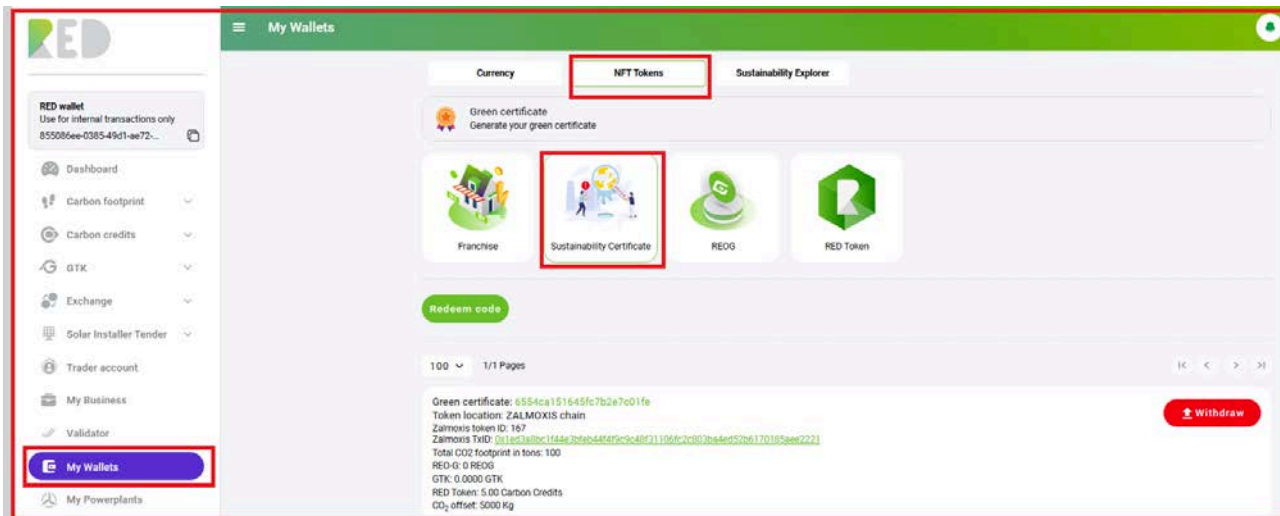 RED
My Wallets
Currency
NFT Tokens
Sustainability Explorer
RED wallet
Use for internal transactions only
855086ee-0385-49d1-ae72-...
Green certificate
Generate your green certificate
Dashboard
Carbon footprint
Carbon credits
GTK
Exchange
Solar Installer Tender
Trader account
My Business
Validator
My Wallets
My Powerplants
Franchise
Sustainability Certificate
REOG
RED Token
Redeem code
100
1/1 Pages
Green certificate: 6554ca151645fc7b2e7c01fe
Token location: ZALMOXIS chain
Zalmoxis token ID: 167
Zalmoxis TxID:
Total CO2 footprint in tons: 100
REO-G: 0 REOG
GTK: 0.0000 GTK
RED Token: 5.00 Carbon Credits
CO₂ offset: 5000 Kg
Withdraw